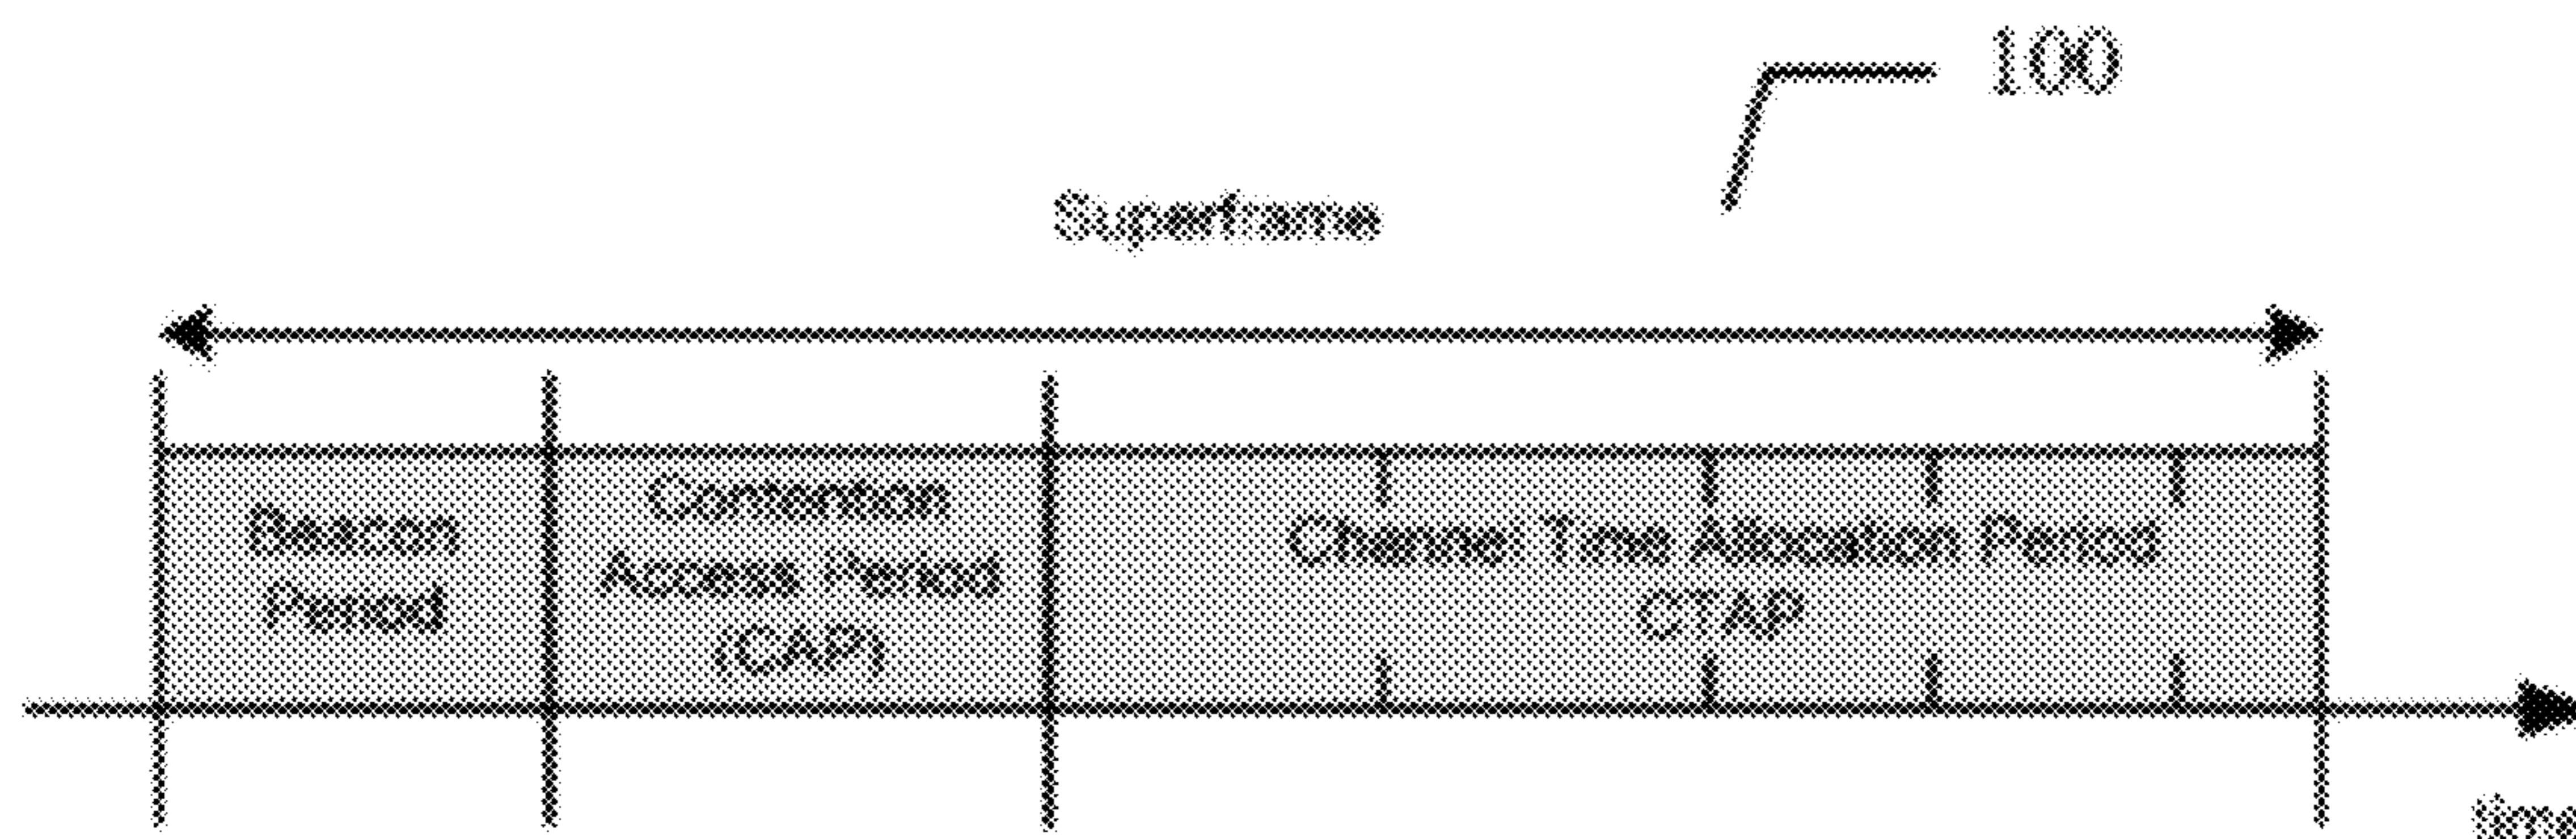 100
Superframe
Beacon
Period
Contention
Access Period
(CAP)
Channel Time Allocation Period
CTAP